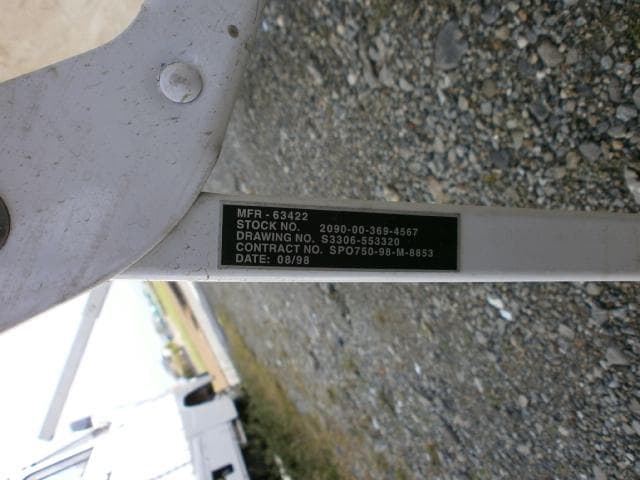 MFR - 63422
STOCK NO. 2090-00-369-4567
DRAWING NO. S3306-553320
CONTRACT NO. SPO750-98-M-8853
DATE: 08/98